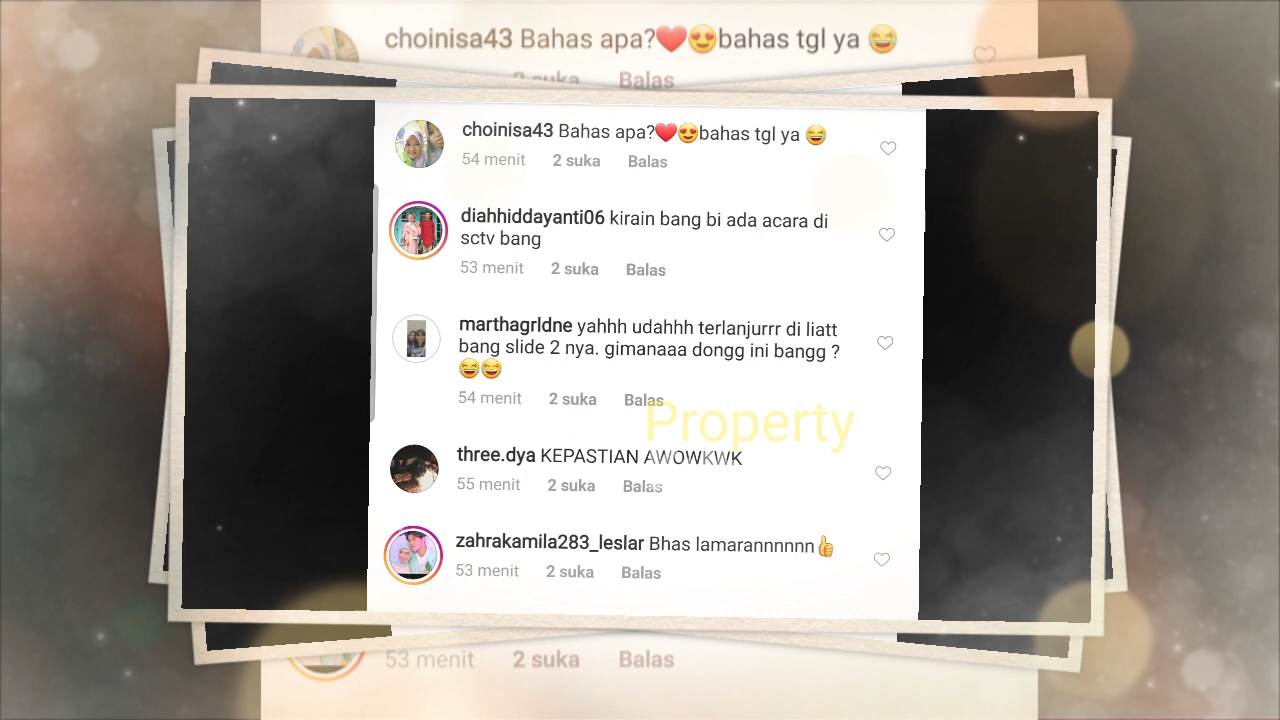 choinisa43 Bahas apa?❤️😍bahas tgl ya 😂
2 suka Balas
choinisa43 Bahas apa?❤️😍bahas tgl ya 😂
54 menit 2 suka Balas
diahhiddayanti06 kirain bang bi ada acara di
sctv bang
53 menit 2 suka Balas
marthagrldne yahhh udahhh terlanjurrr di liatt
bang slide 2 nya. gimanaaa dongg ini bangg ?
😂😂
54 menit 2 suka Balas
Property
three.dya KEPASTIAN AWOWKWK
55 menit 2 suka Balas
zahrakamila283_leslar Bhas lamarannnnnn👍
53 menit 2 suka Balas
53 menit 2 suka Balas